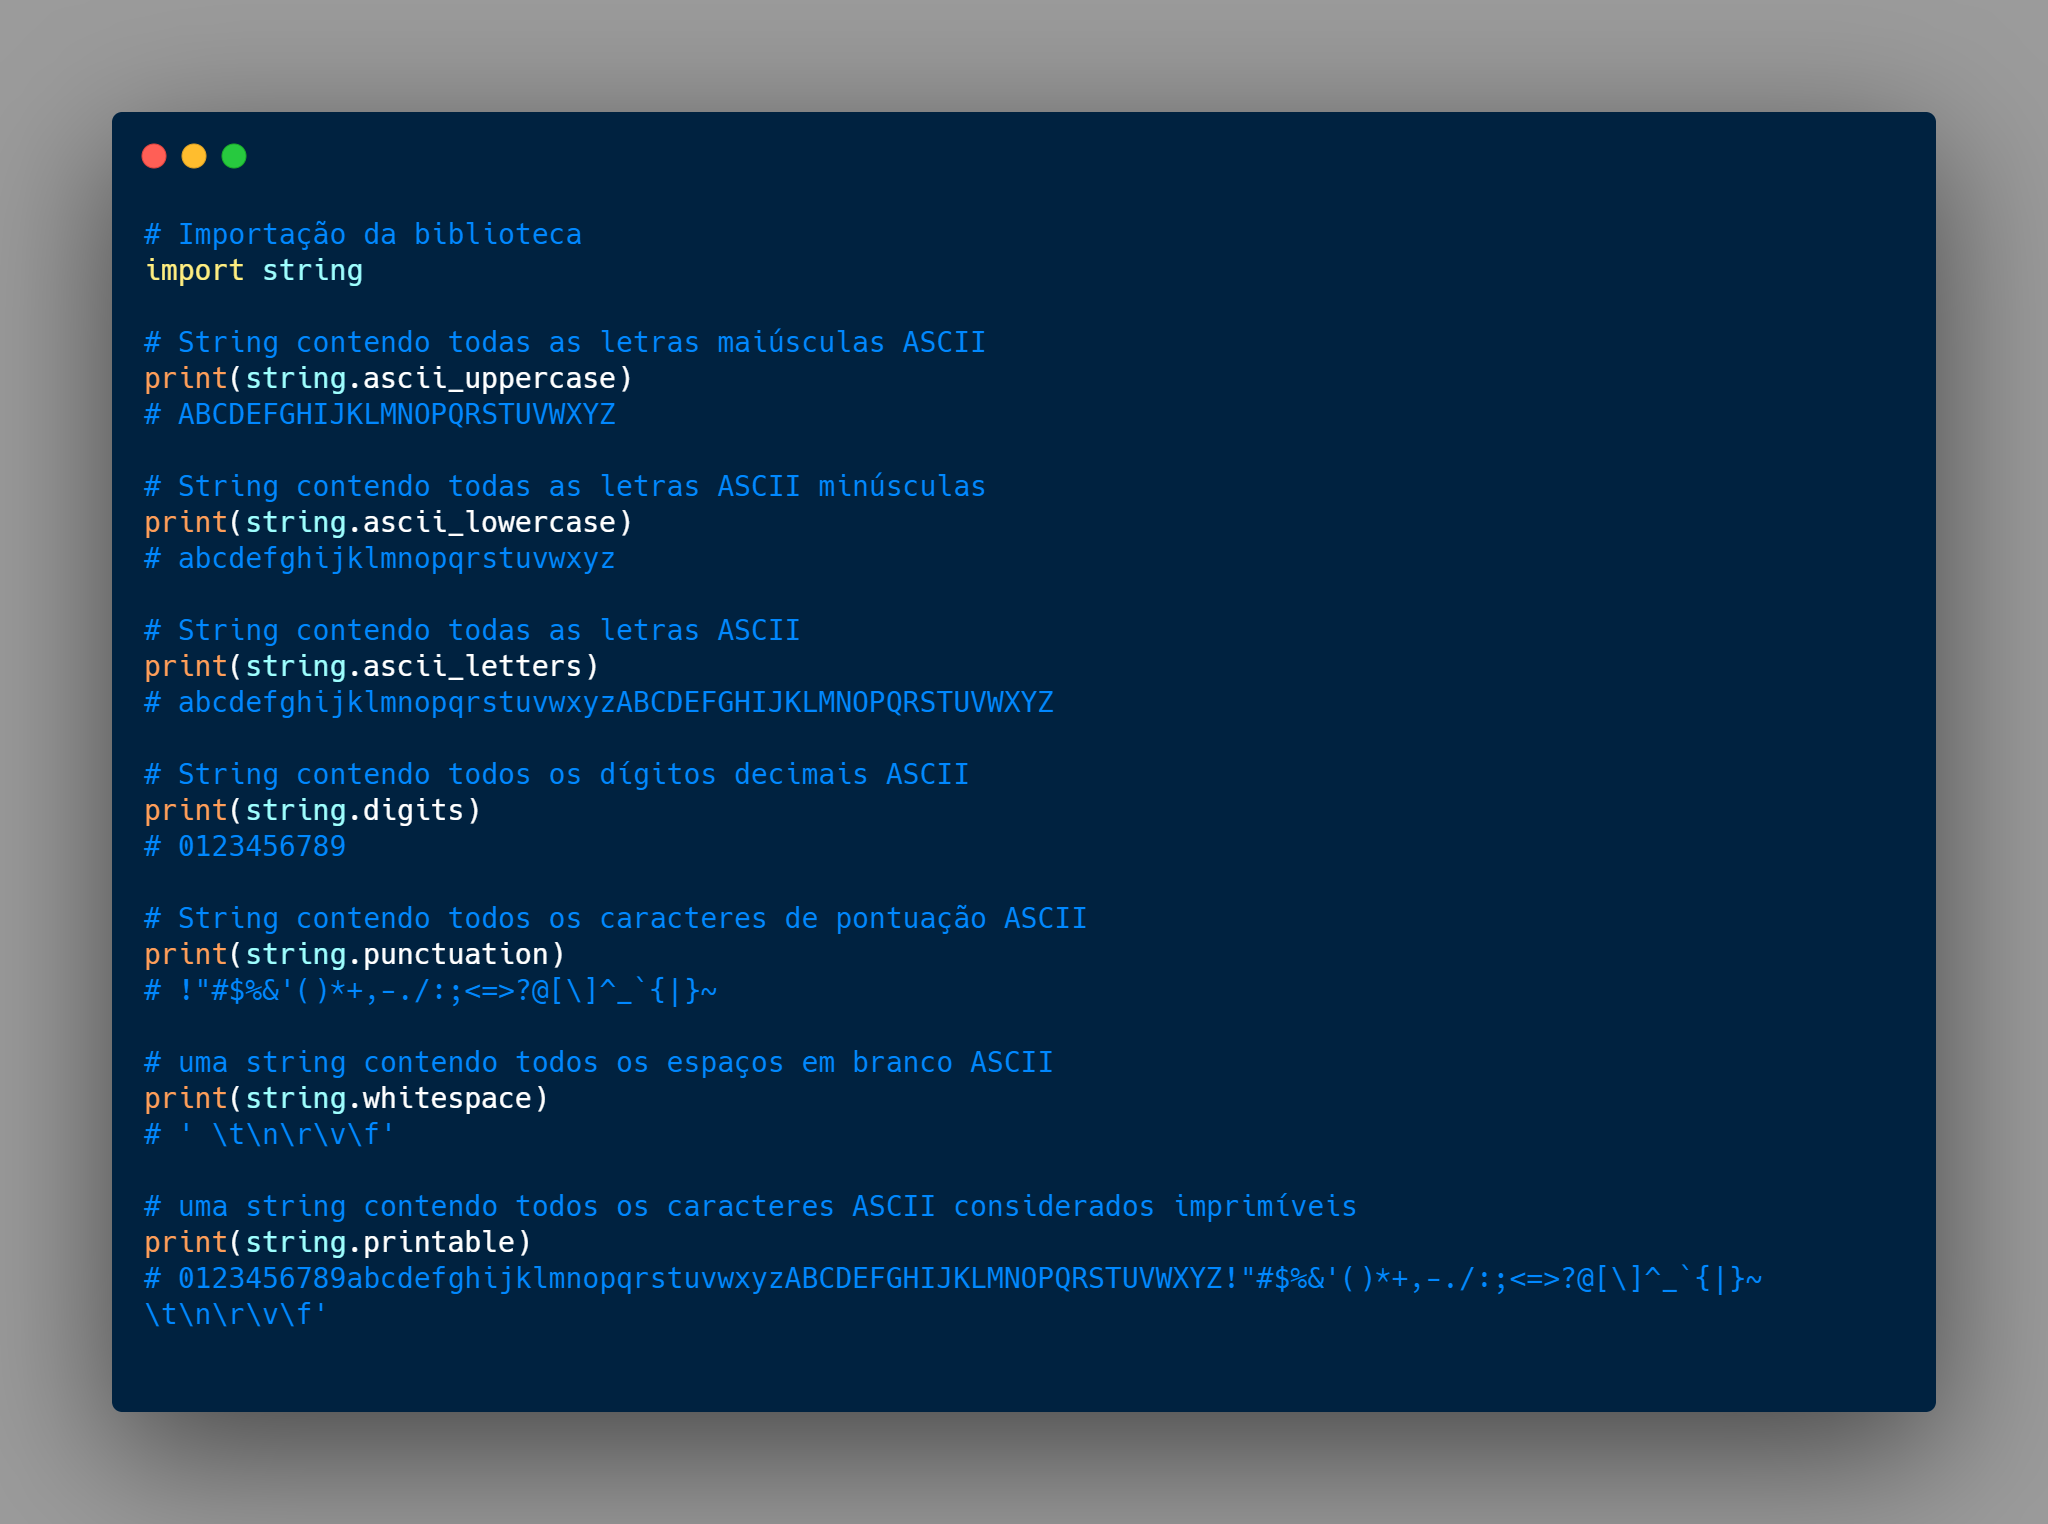 # Importação da biblioteca
import string
# String contendo todas as letras maiúsculas ASCII
print(string.ascii_uppercase)
# ABCDEFGHIJKLMNOPQRSTUVWXYZ
# String contendo todas as letras ASCII minúsculas
print(string.ascii_lowercase)
# abcdefghijklmnopqrstuvwxyz
# String contendo todas as letras ASCII
print(string.ascii_letters)
# abcdefghijklmnopqrstuvwxyzABCDEFGHIJKLMNOPQRSTUVWXYZ
# String contendo todos os dígitos decimais ASCII
print(string.digits)
# 0123456789
# String contendo todos os caracteres de pontuação ASCII
print(string.punctuation)
# !"#$%&'()*+,-./:;<=>?@[\]^_`{|}~
# uma string contendo todos os espaços em branco ASCII
print(string.whitespace)
# ' \t\n\r\v\f'
# uma string contendo todos os caracteres ASCII considerados imprimíveis
print(string.printable)
# 0123456789abcdefghijklmnopqrstuvwxyzABCDEFGHIJKLMNOPQRSTUVWXYZ!"#$%&'()*+,-./:;<=>?@[\]^_`{|}~
\t\n\r\v\f'